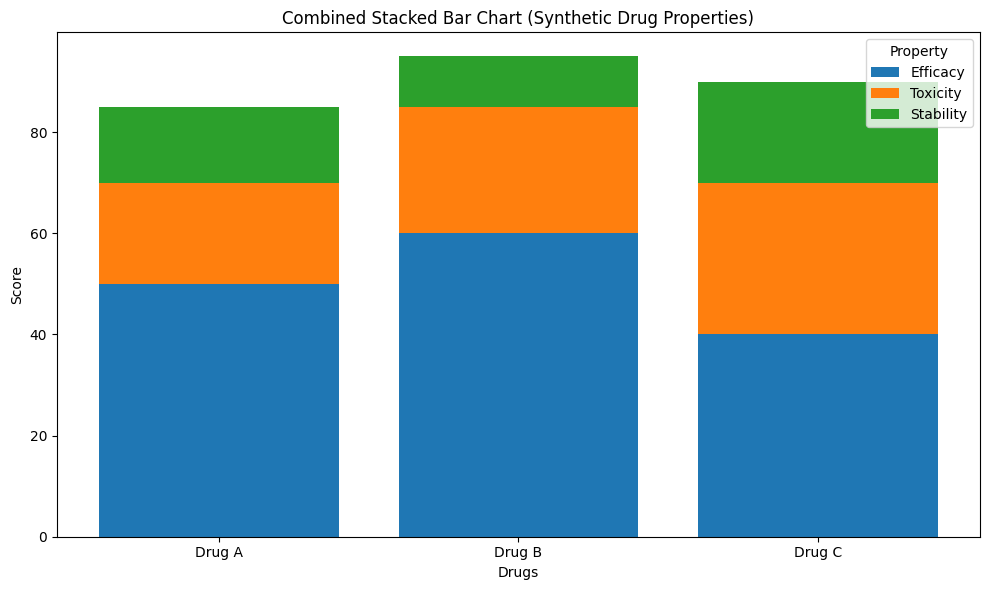 Combined Stacked Bar Chart (Synthetic Drug Properties)
Property
Efficacy
Toxicity
Stability
Score
80
60
40
20
0
Drug A
Drug B
Drug C
Drugs